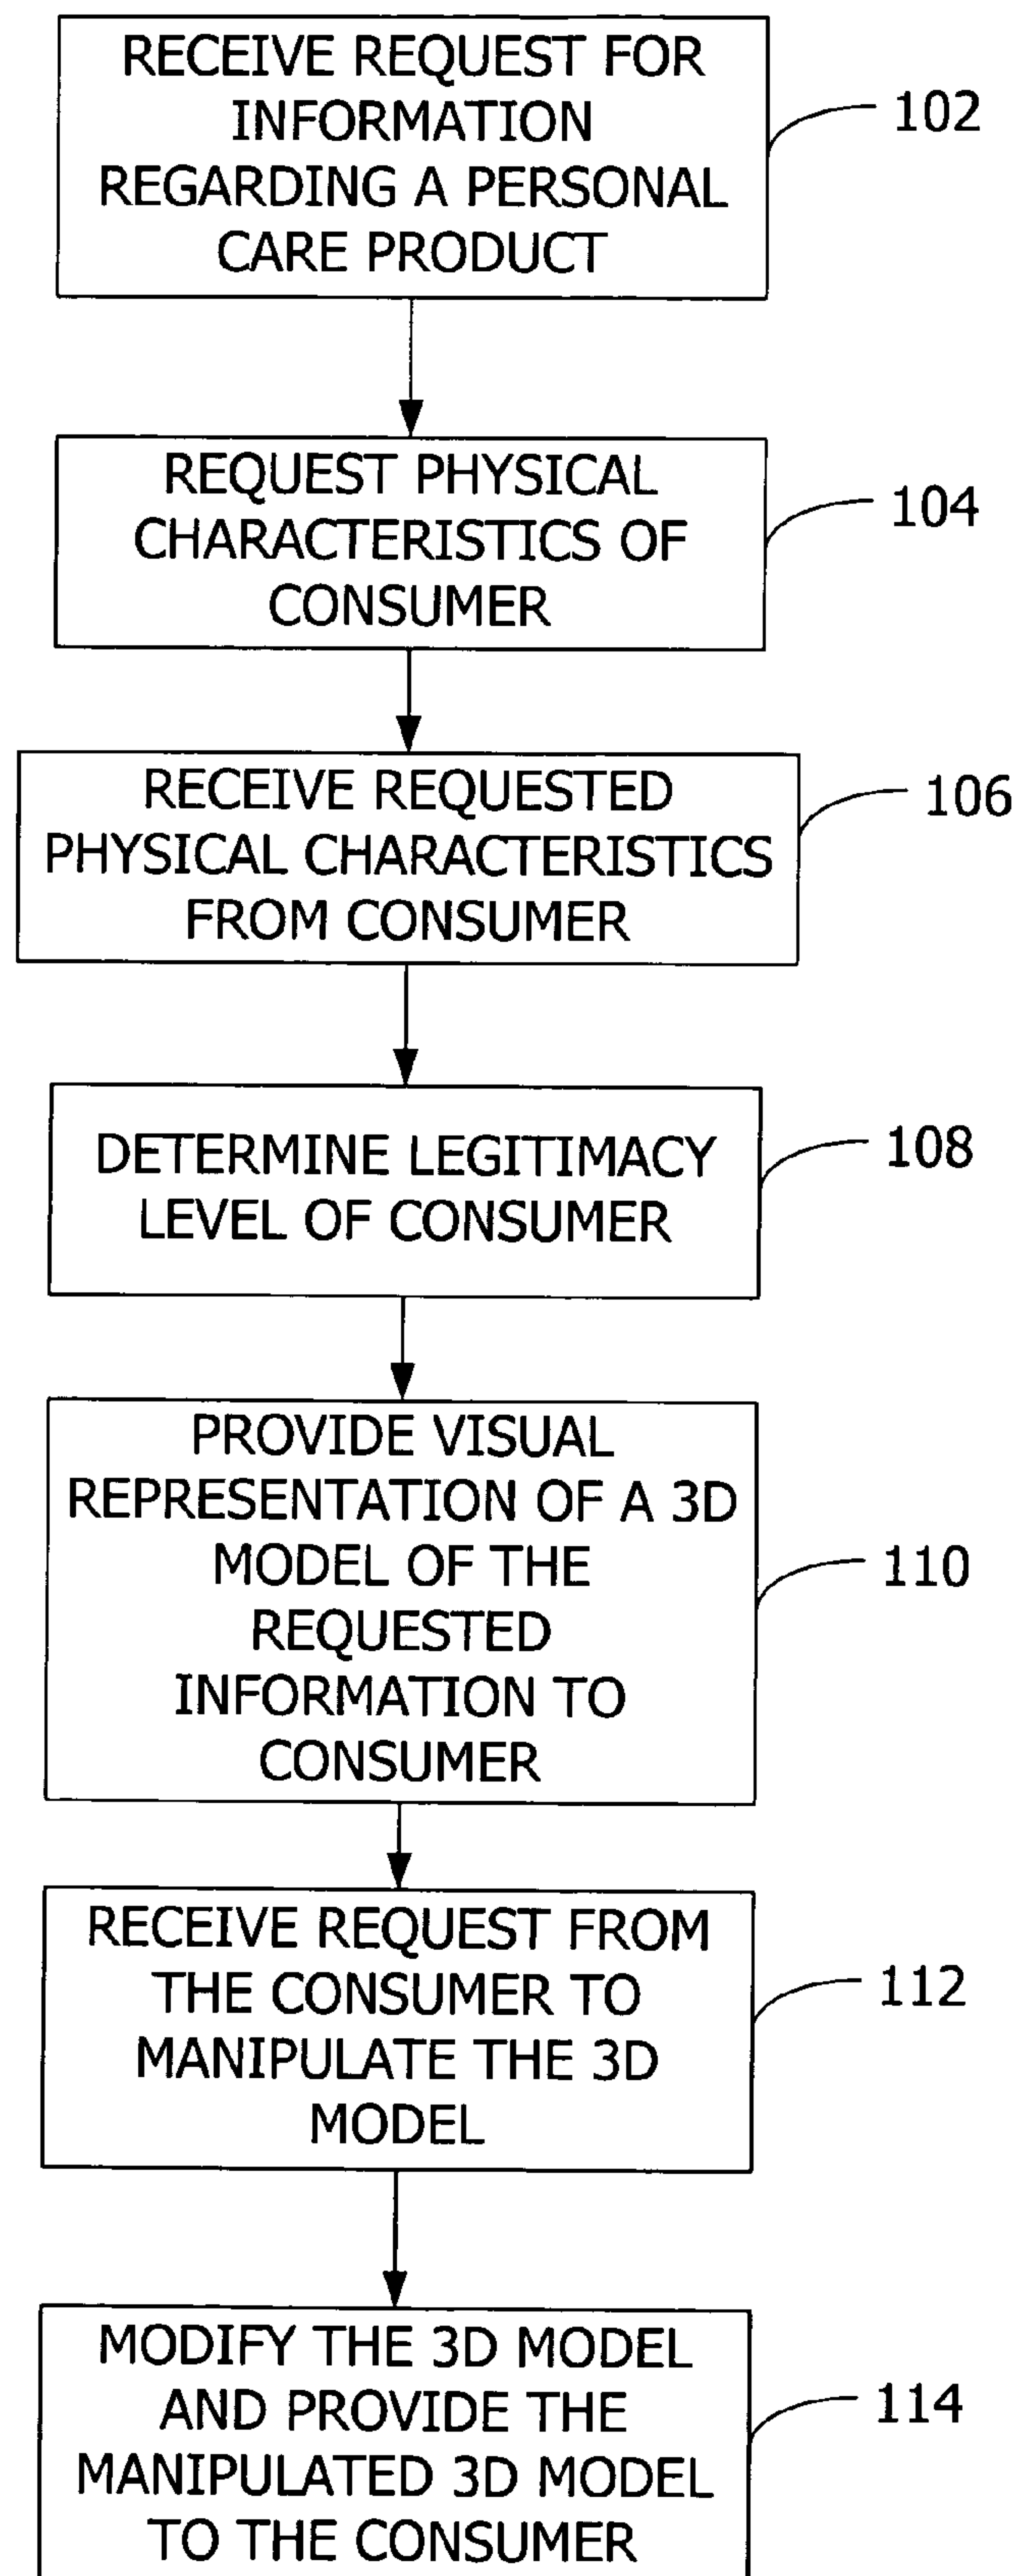 RECEIVE REQUEST FOR
INFORMATION
REGARDING A PERSONAL
CARE PRODUCT
102
REQUEST PHYSICAL
CHARACTERISTICS OF
CONSUMER
104
RECEIVE REQUESTED
PHYSICAL CHARACTERISTICS
FROM CONSUMER
106
DETERMINE LEGITIMACY
LEVEL OF CONSUMER
108
PROVIDE VISUAL
REPRESENTATION OF A 3D
MODEL OF THE
REQUESTED
INFORMATION TO
CONSUMER
110
RECEIVE REQUEST FROM
THE CONSUMER TO
MANIPULATE THE 3D
MODEL
112
MODIFY THE 3D MODEL
AND PROVIDE THE
MANIPULATED 3D MODEL
TO THE CONSUMER
114